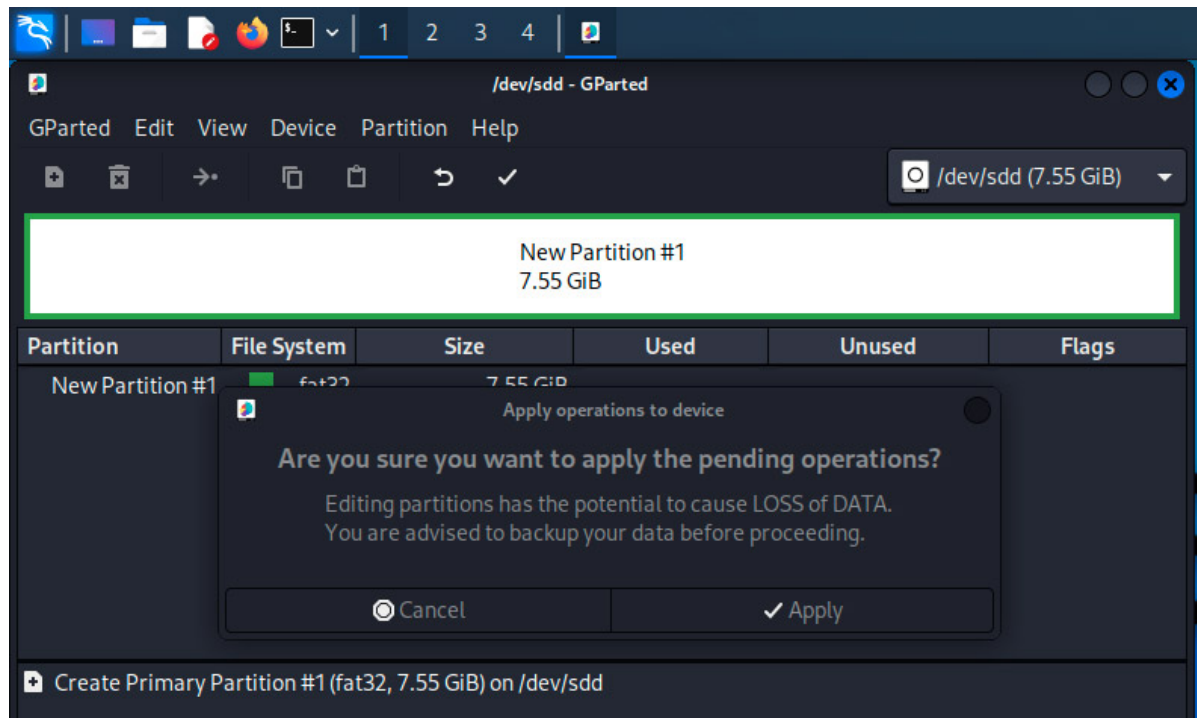 1 2 3 4
/dev/sdd - GParted
GParted Edit View Device Partition Help
/dev/sdd (7.55 GiB)
New Partition #1
7.55 GiB
Partition File System Size Used Unused Flags
New Partition #1 fat32 7.55 GiB
Apply operations to device
Are you sure you want to apply the pending operations?
Editing partitions has the potential to cause LOSS of DATA.
You are advised to backup your data before proceeding.
Cancel Apply
Create Primary Partition #1 (fat32, 7.55 GiB) on /dev/sdd